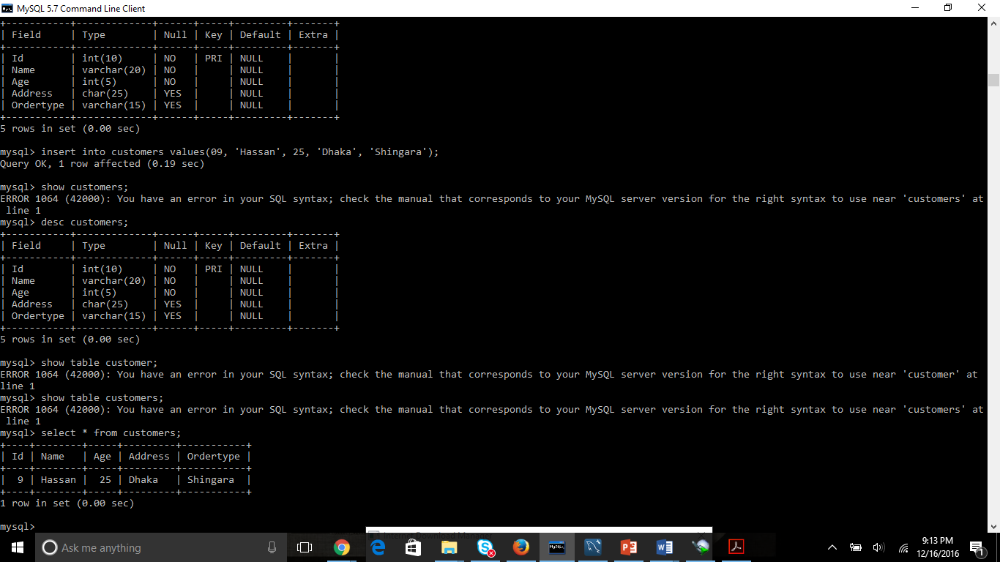 MySQL 5.7 Command Line Client
+-----------+-------------+------+-----+---------+-------+
| Field     | Type        | Null | Key | Default | Extra |
+-----------+-------------+------+-----+---------+-------+
| Id        | int(10)     | NO   | PRI | NULL    |       |
| Name      | varchar(20) | NO   |     | NULL    |       |
| Age       | int(5)      | NO   |     | NULL    |       |
| Address   | char(25)    | YES  |     | NULL    |       |
| Ordertype | varchar(15) | YES  |     | NULL    |       |
+-----------+-------------+------+-----+---------+-------+
5 rows in set (0.00 sec)
mysql> insert into customers values(09, 'Hassan', 25, 'Dhaka', 'Shingara');
Query OK, 1 row affected (0.19 sec)
mysql> show customers;
ERROR 1064 (42000): You have an error in your SQL syntax; check the manual that corresponds to your MySQL server version for the right syntax to use near 'customers' at
 line 1
mysql> desc customers;
+-----------+-------------+------+-----+---------+-------+
| Field     | Type        | Null | Key | Default | Extra |
+-----------+-------------+------+-----+---------+-------+
| Id        | int(10)     | NO   | PRI | NULL    |       |
| Name      | varchar(20) | NO   |     | NULL    |       |
| Age       | int(5)      | NO   |     | NULL    |       |
| Address   | char(25)    | YES  |     | NULL    |       |
| Ordertype | varchar(15) | YES  |     | NULL    |       |
+-----------+-------------+------+-----+---------+-------+
5 rows in set (0.00 sec)
mysql> show table customer;
ERROR 1064 (42000): You have an error in your SQL syntax; check the manual that corresponds to your MySQL server version for the right syntax to use near 'customer' at
line 1
mysql> show table customers;
ERROR 1064 (42000): You have an error in your SQL syntax; check the manual that corresponds to your MySQL server version for the right syntax to use near 'customers' at
 line 1
mysql> select * from customers;
+----+--------+-----+---------+-----------+
| Id | Name   | Age | Address | Ordertype |
+----+--------+-----+---------+-----------+
|  9 | Hassan |  25 | Dhaka   | Shingara  |
+----+--------+-----+---------+-----------+
1 row in set (0.00 sec)
mysql>
Internet Download Manager
Ask me anything
9:13 PM
12/16/2016
1